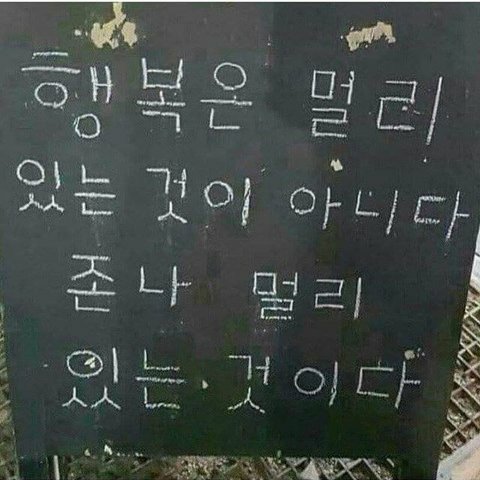 행복은 멀리
있는 것이 아니다
존나 멀리
있는 것이다